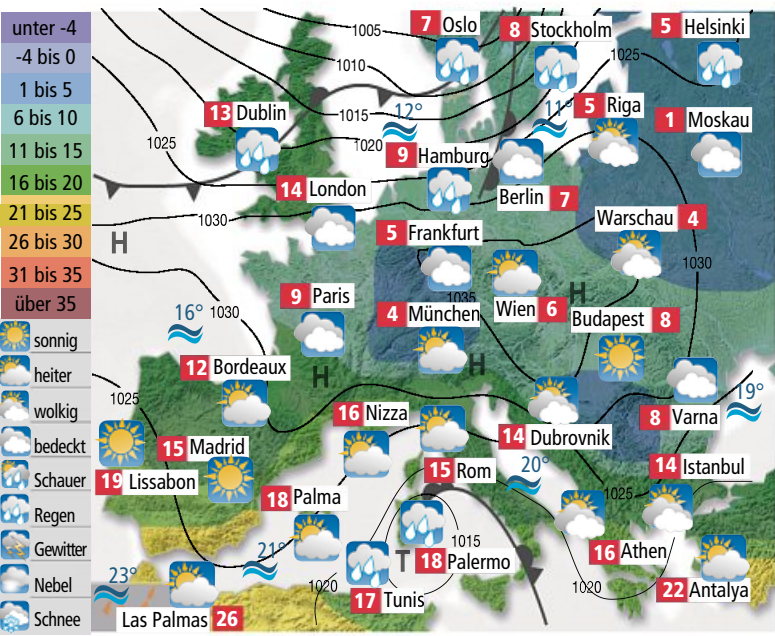 unter -4
-4 bis 0
1 bis 5
6 bis 10
11 bis 15
16 bis 20
21 bis 25
26 bis 30
31 bis 35
über 35
sonnig
heiter
wolkig
bedeckt
Schauer
Regen
Gewitter
Nebel
Schnee
1005
7 Oslo
8 Stockholm
5 Helsinki
1010
1025
13 Dublin
1015
12°
11°
5 Riga
1 Moskau
1025
1020
9 Hamburg
14 London
Berlin 7
1030
H
5 Frankfurt
Warschau 4
1030
1035
9 Paris
1030
16°
4 München
Wien 6
H
Budapest 8
12 Bordeaux
H
H
1025
19°
16 Nizza
8 Varna
15 Madrid
14 Dubrovnik
19 Lissabon
15 Rom
20°
14 Istanbul
18 Palma
1025
21°
1015
T
18 Palermo
16 Athen
23°
1020
17 Tunis
1020
22 Antalya
Las Palmas 26